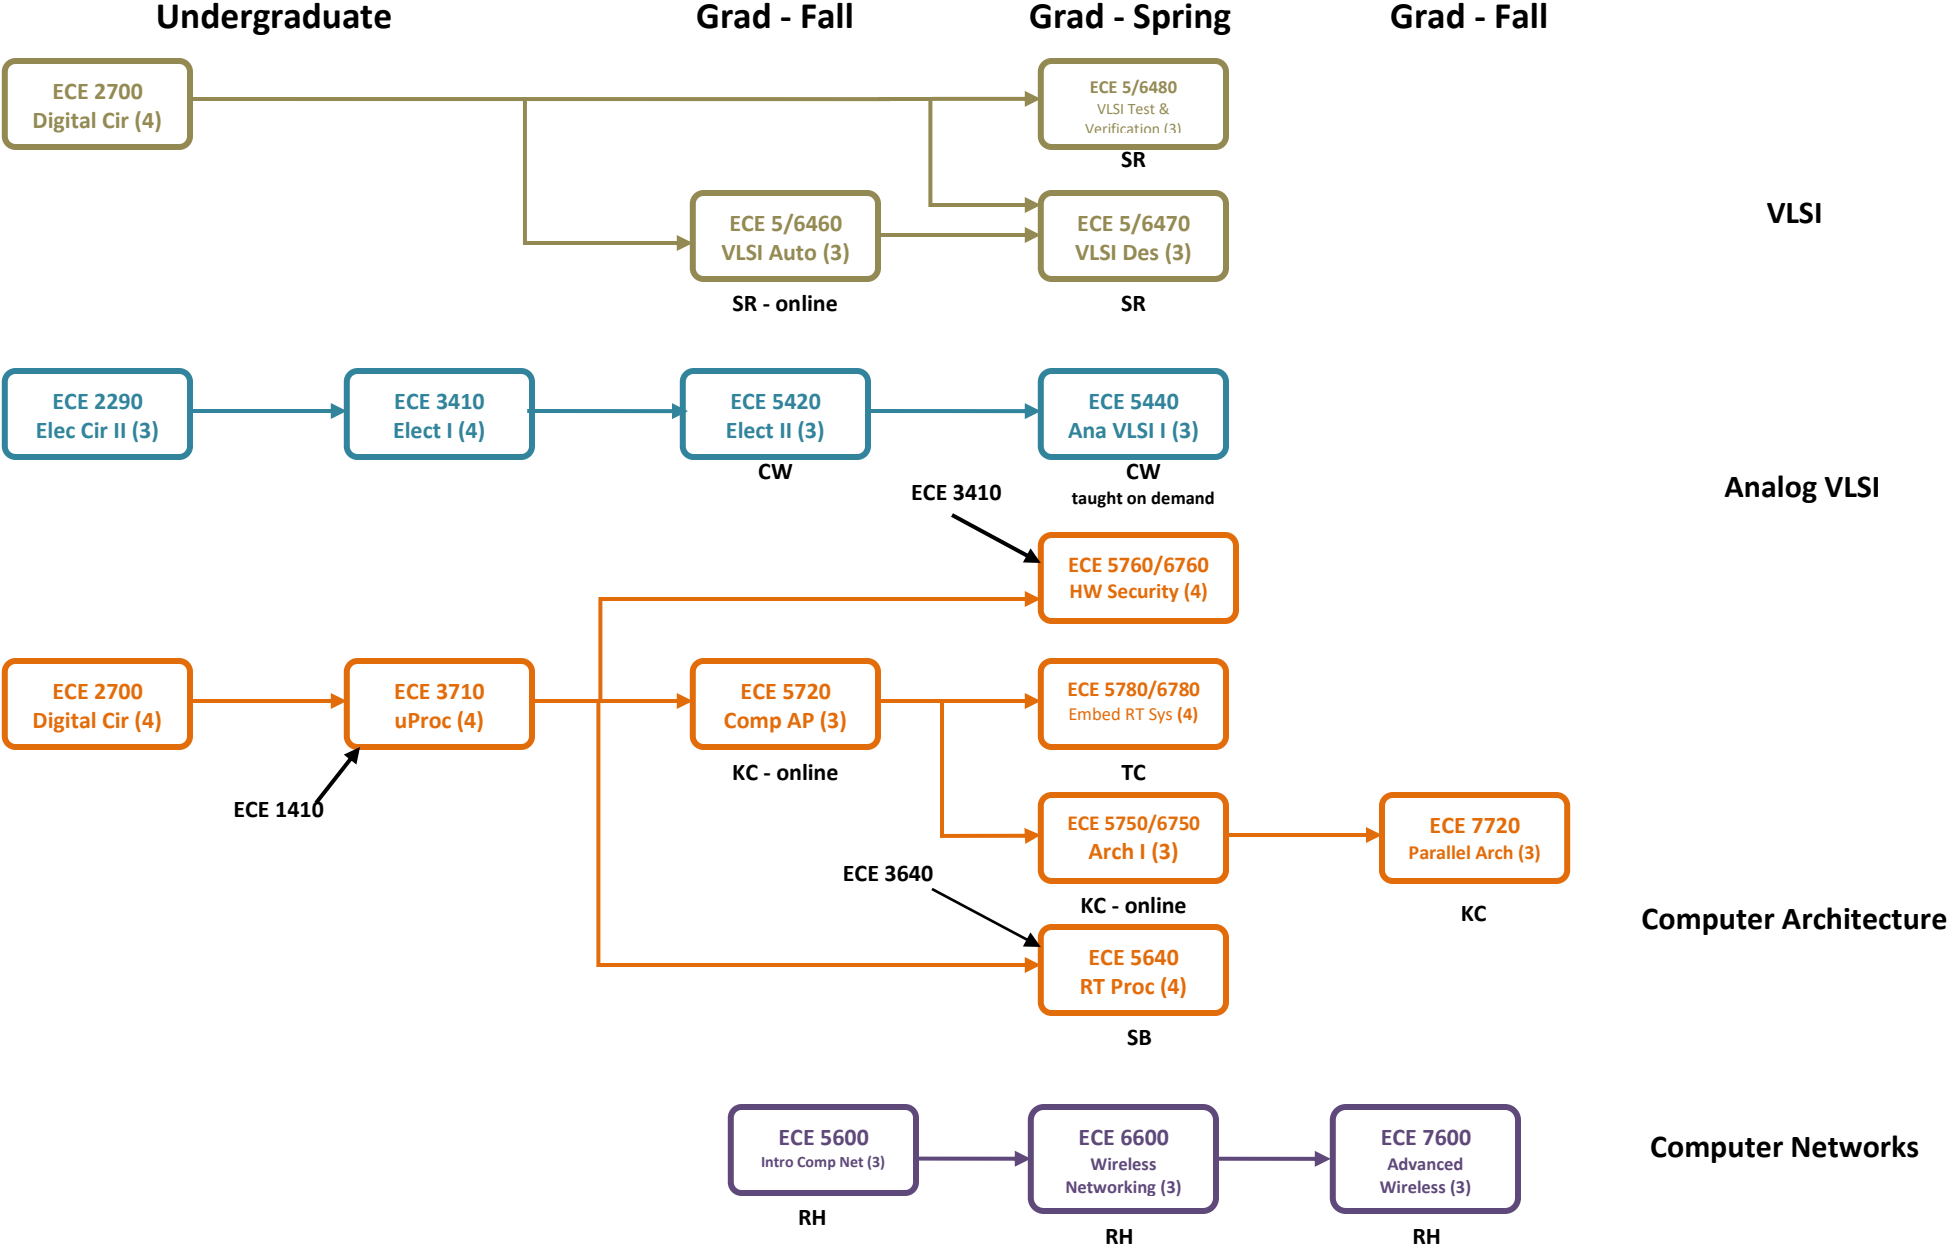 Undergraduate
Grad - Fall
Grad - Spring
Grad - Fall
ECE 2700
Digital Cir (4)
ECE 5/6480
VLSI Test &
Verification (3)
SR
ECE 5/6460
VLSI Auto (3)
SR - online
ECE 5/6470
VLSI Des (3)
SR
VLSI
ECE 2290
Elec Cir II (3)
ECE 3410
Elect I (4)
ECE 5420
Elect II (3)
CW
ECE 5440
Ana VLSI I (3)
CW
taught on demand
Analog VLSI
ECE 3410
ECE 5760/6760
HW Security (4)
ECE 2700
Digital Cir (4)
ECE 3710
uProc (4)
ECE 1410
ECE 5720
Comp AP (3)
KC - online
ECE 5780/6780
Embed RT Sys (4)
TC
ECE 5750/6750
Arch I (3)
KC - online
ECE 7720
Parallel Arch (3)
KC
ECE 3640
ECE 5640
RT Proc (4)
SB
Computer Architecture
ECE 5600
Intro Comp Net (3)
RH
ECE 6600
Wireless
Networking (3)
RH
ECE 7600
Advanced
Wireless (3)
RH
Computer Networks